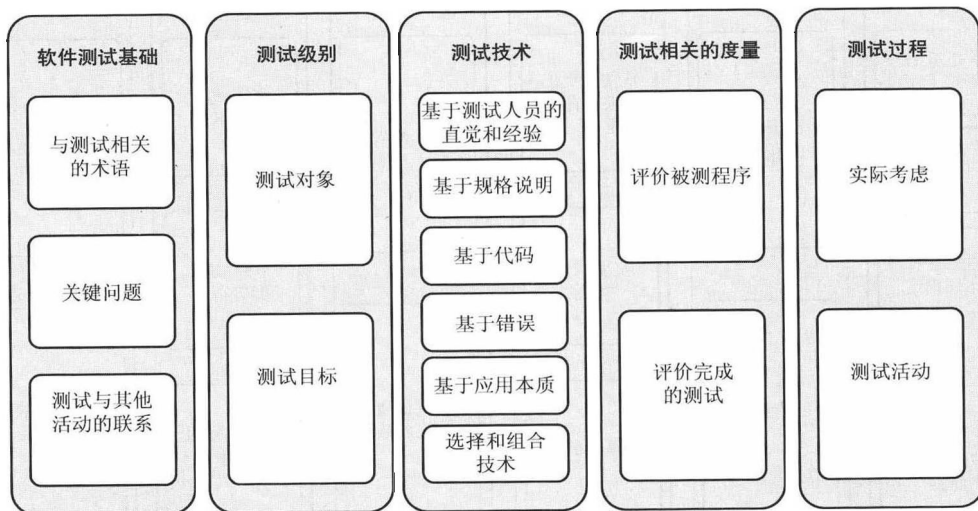 软件测试基础
与测试相关
的术语
关键问题
测试与其他
活动的联系
测试级别
测试对象
测试目标
测试技术
基于测试人员的
直觉和经验
基于规格说明
基于代码
基于错误
基于应用本质
选择和组合
技术
测试相关的度量
评价被测程序
评价完成
的测试
测试过程
实际考虑
测试活动